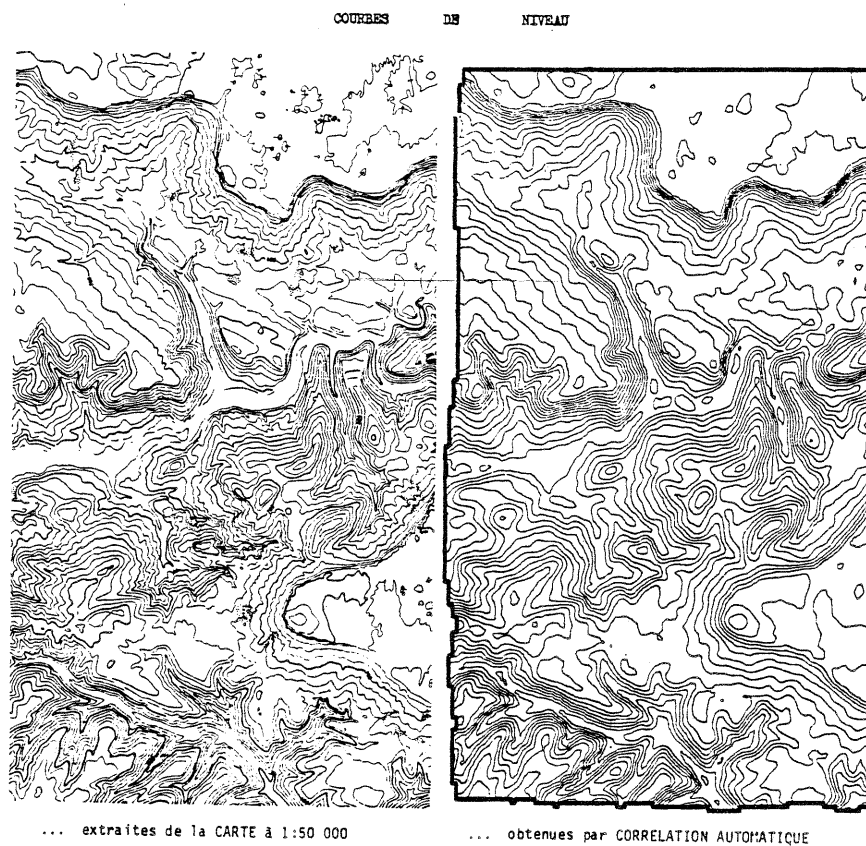 COURBES DE NIVEAU
... extraites de la CARTE à 1:50 000
... obtenues par CORRELATION AUTOMATIQUE